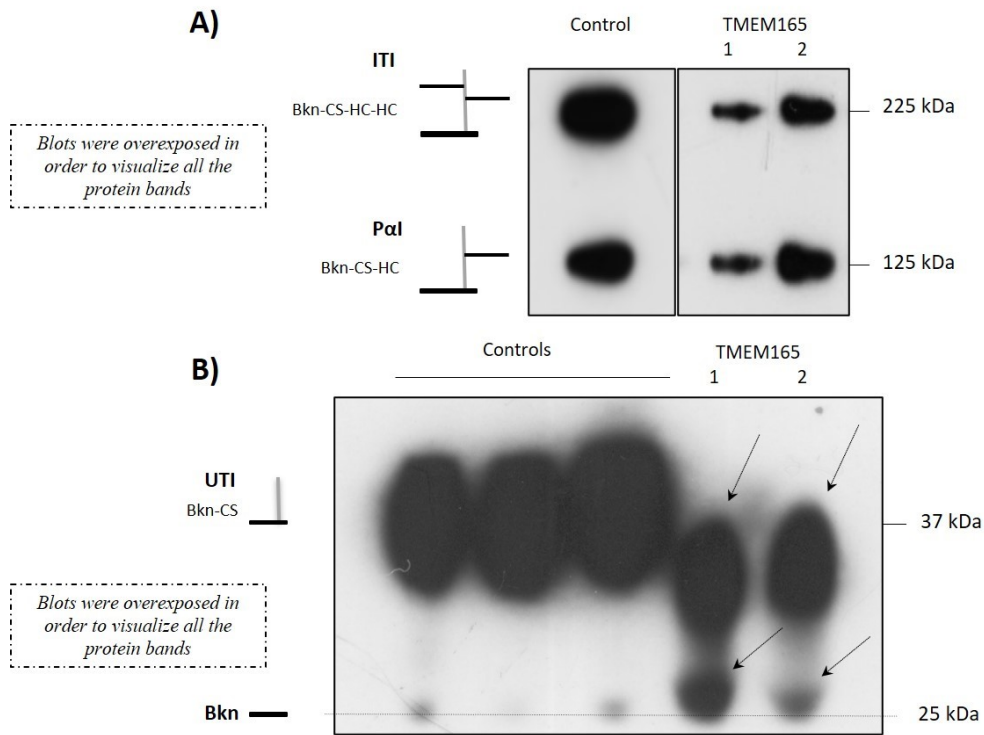 A)
Control
TMEM165
1 2
ITI
Bkn-CS-HC-HC
225 kDa
Blots were overexposed in
order to visualize all the
protein bands
PαI
Bkn-CS-HC
125 kDa
B)
Controls
TMEM165
1 2
UTI
Bkn-CS
37 kDa
Blots were overexposed in
order to visualize all the
protein bands
Bkn
25 kDa